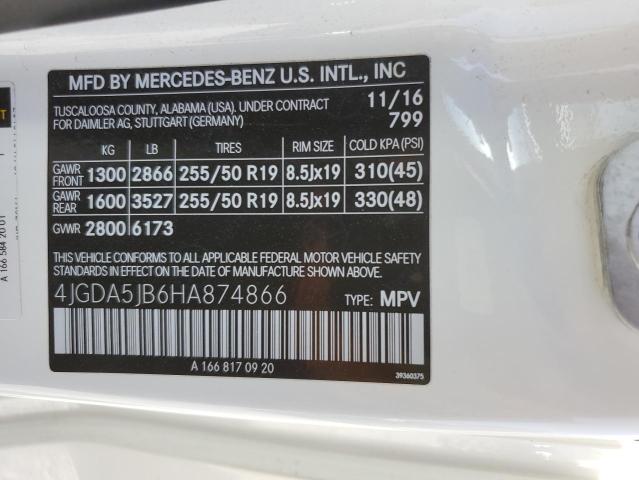 MFD BY MERCEDES-BENZ U.S. INTL., INC
TUSCALOOSA COUNTY, ALABAMA (USA). UNDER CONTRACT 11/16
FOR DAIMLER AG, STUTTGART (GERMANY) 799
KG LB TIRES RIM SIZE COLD KPA (PSI)
GAWR FRONT 1300 2866 255/50 R19 8.5Jx19 310(45)
GAWR REAR 1600 3527 255/50 R19 8.5Jx19 330(48)
GVWR 2800 6173
THIS VEHICLE CONFORMS TO ALL APPLICABLE FEDERAL MOTOR VEHICLE SAFETY
STANDARDS IN EFFECT ON THE DATE OF MANUFACTURE SHOWN ABOVE.
4JGDA5JB6HA874866 TYPE: MPV
A 166 817 09 20
39360375
A 166 584 20 01